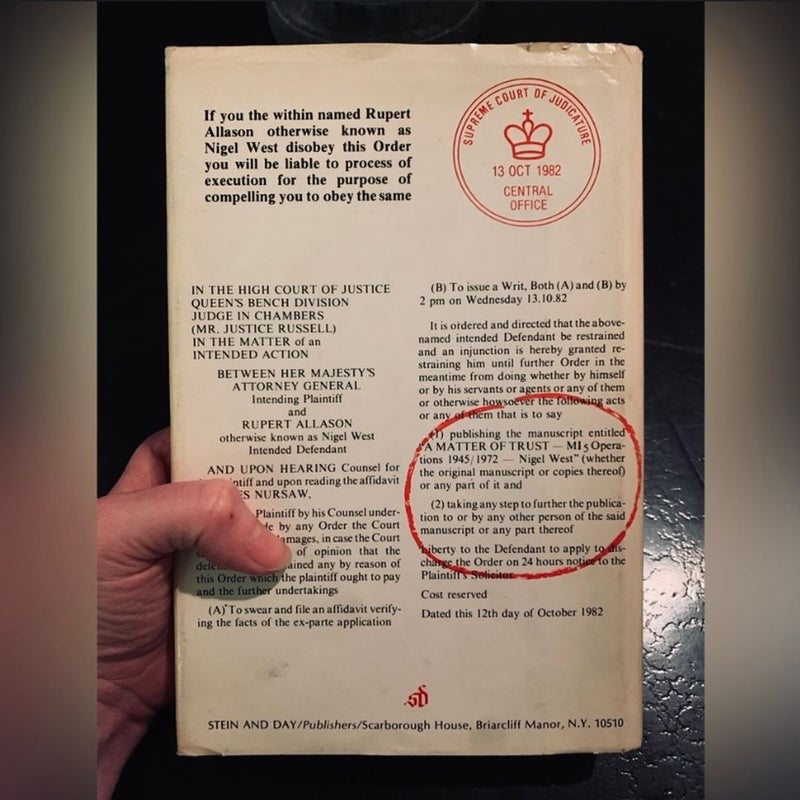 If you the within named Rupert
Allason otherwise known as
Nigel West disobey this Order
you will be liable to process of
execution for the purpose of
compelling you to obey the same
SUPREME COURT OF JUDICATURE
13 OCT 1982
CENTRAL
OFFICE
IN THE HIGH COURT OF JUSTICE
QUEEN'S BENCH DIVISION
JUDGE IN CHAMBERS
(MR. JUSTICE RUSSELL)
IN THE MATTER of an
INTENDED ACTION
BETWEEN HER MAJESTY'S
ATTORNEY GENERAL
Intending Plaintiff
and
RUPERT ALLASON
otherwise known as Nigel West
Intended Defendant
AND UPON HEARING Counsel for
and upon reading the affidavit
NURSAW.
Plaintiff by his Counsel under-
by any Order the Court
in case the Court
of opinion that the
by reason of
this Order which the plaintiff ought to pay
and the further undertakings
(A) To swear and file an affidavit verify-
ing the facts of the ex-parte application
(B) To issue a Writ, Both (A) and (B) by
2 pm on Wednesday 13.10.82
It is ordered and directed that the above-
named intended Defendant be restrained
and an injunction is hereby granted re-
straining him until further Order in the
meantime from doing whether by himself
or by his servants or agents or any of them
or otherwise howsoever the following acts
or any of them that is to say
(1) publishing the manuscript entitled
"A MATTER OF TRUST — MI5 Opera-
tions 1945/1972 — Nigel West" (whether
the original manuscript or copies thereof)
or any part of it and
(2) taking any step to further the publica-
tion to or by any other person of the said
manuscript or any part thereof
Liberty to the Defendant to apply to dis-
charge the Order on 24 hours notice to the
Plaintiff's Solicitor.
Cost reserved
Dated this 12th day of October 1982
sd
STEIN AND DAY/Publishers/Scarborough House, Briarcliff Manor, N.Y. 10510